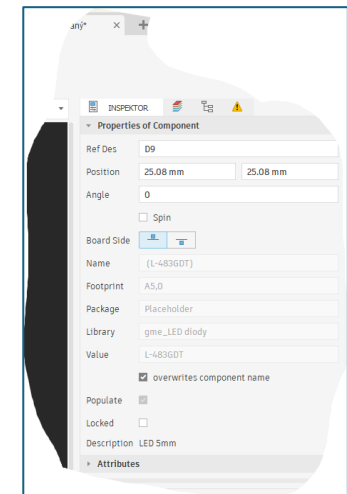 aný*
INSPEKTOR
Properties of Component
Ref Des D9
Position 25.08 mm 25.08 mm
Angle 0
Spin
Board Side
Name (L-483GDT)
Footprint A5,0
Package Placeholder
Library gme_LED diody
Value L-483GDT
overwrites component name
Populate
Locked
Description LED 5mm
Attributes